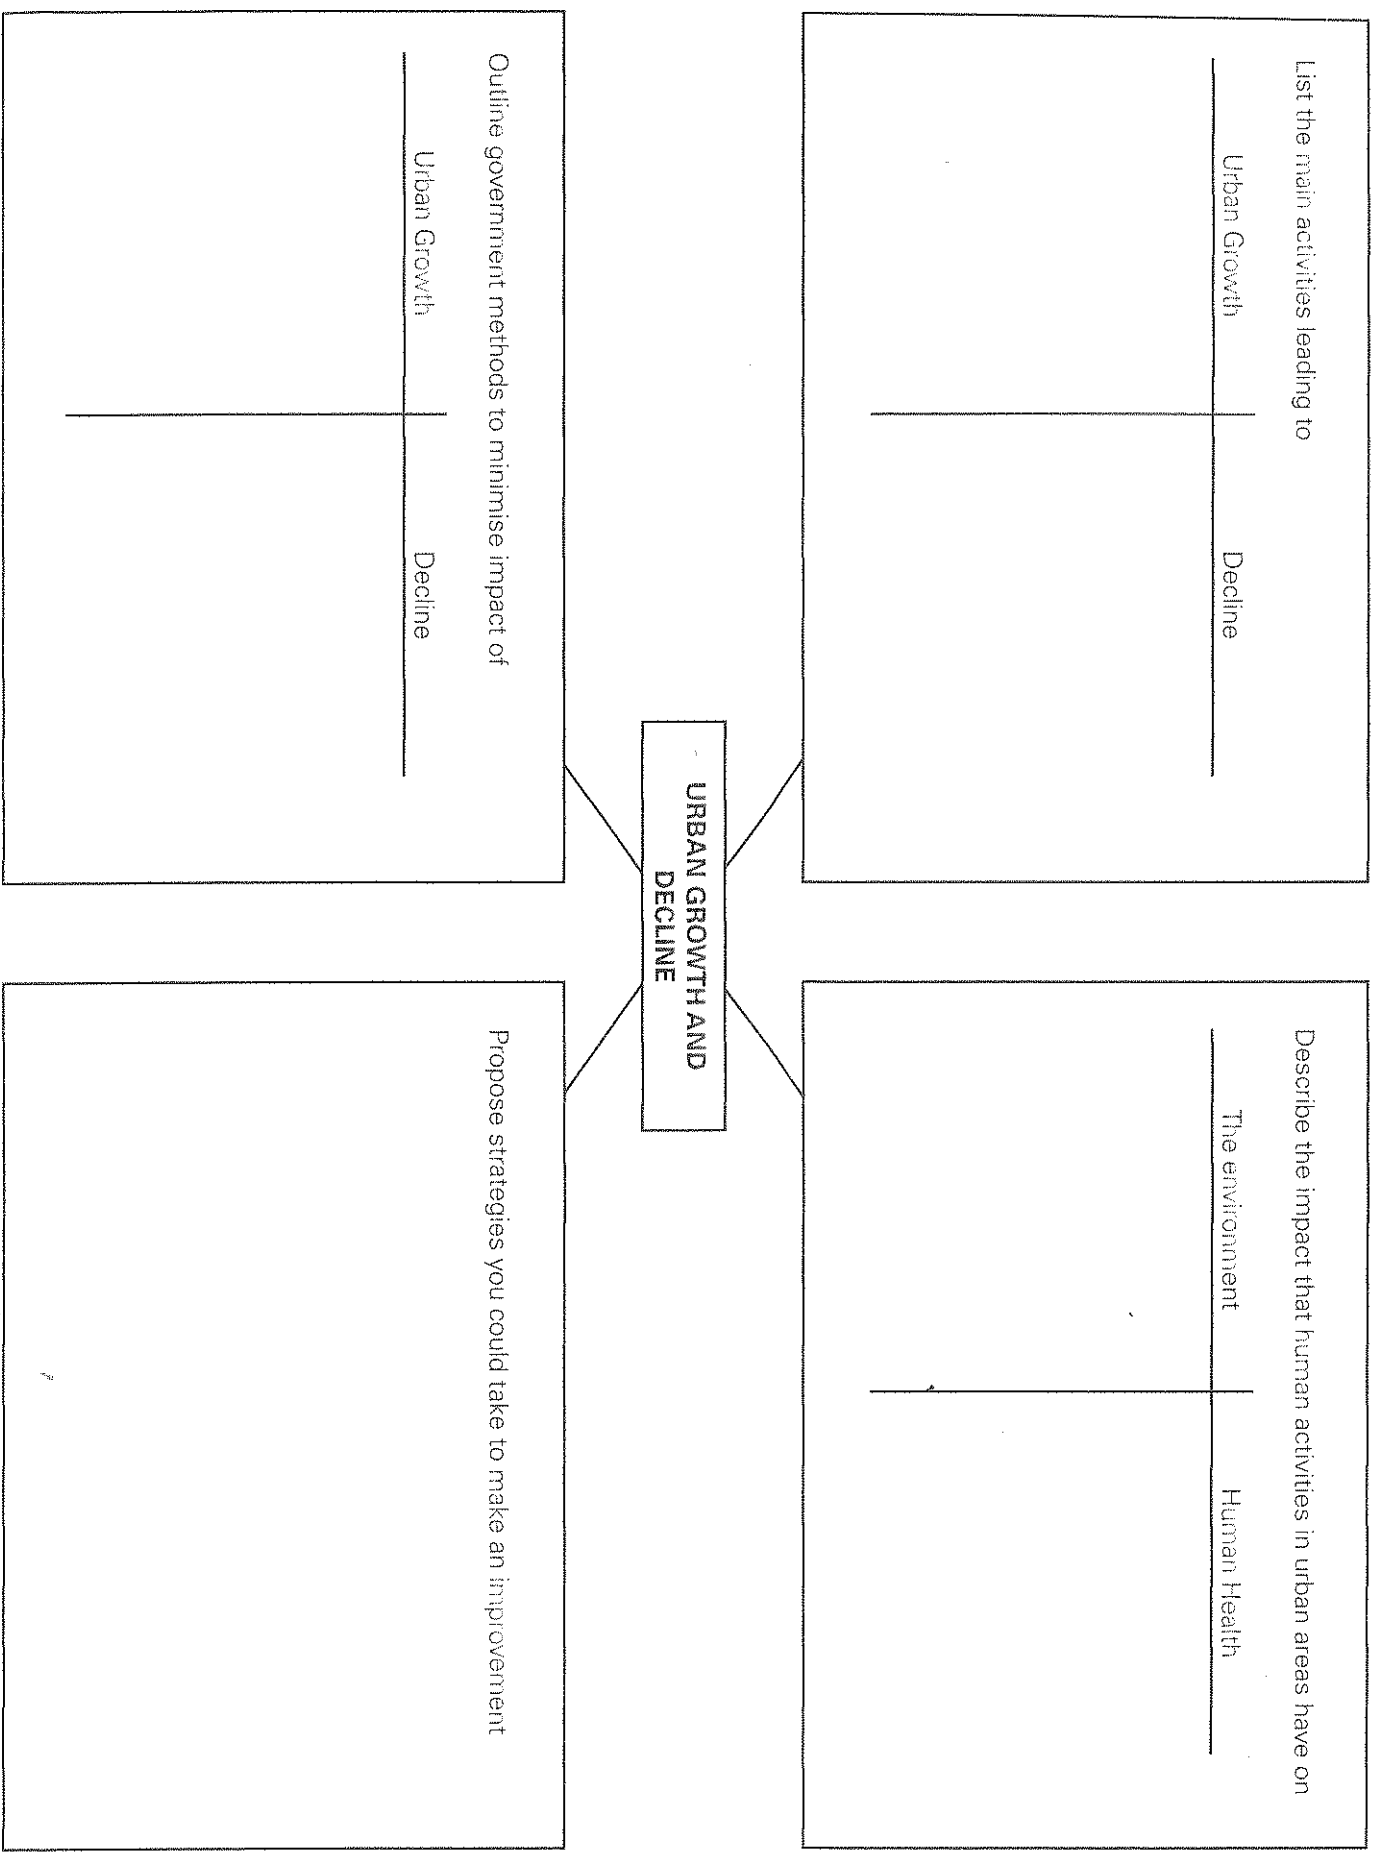 List the main activities leading to
Urban Growth
Decline
Describe the impact that human activities in urban areas have on
The environment
Human Health
URBAN GROWTH AND
DECLINE
Outline government methods to minimise impact of
Urban Growth
Decline
Propose strategies you could take to make an improvement